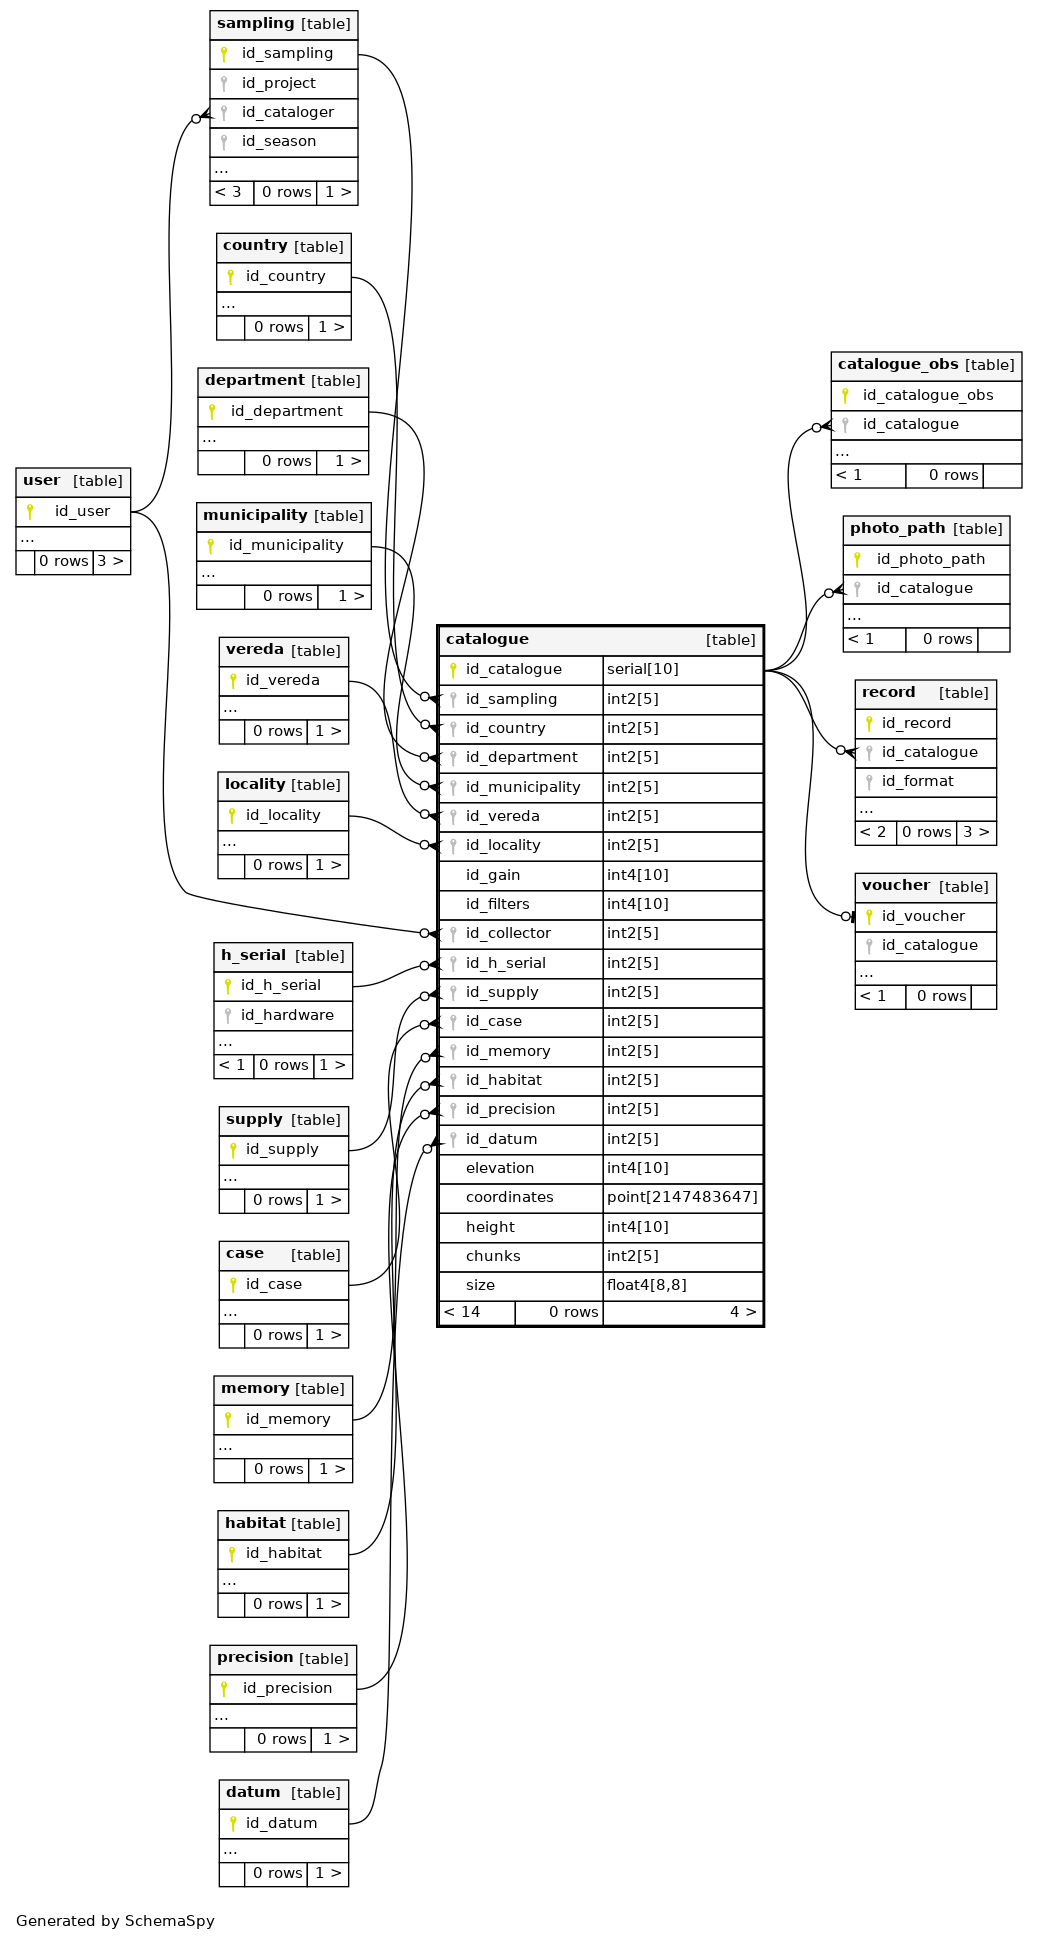 sampling [table]
id_sampling
id_project
id_cataloger
id_season
...
< 3 0 rows 1 >
country [table]
id_country
...
0 rows 1 >
department [table]
id_department
...
0 rows 1 >
user [table]
id_user
...
0 rows 3 >
municipality [table]
id_municipality
...
0 rows 1 >
vereda [table]
id_vereda
...
0 rows 1 >
locality [table]
id_locality
...
0 rows 1 >
h_serial [table]
id_h_serial
id_hardware
...
< 1 0 rows 1 >
supply [table]
id_supply
...
0 rows 1 >
case [table]
id_case
...
0 rows 1 >
memory [table]
id_memory
...
0 rows 1 >
habitat [table]
id_habitat
...
0 rows 1 >
precision [table]
id_precision
...
0 rows 1 >
datum [table]
id_datum
...
0 rows 1 >
catalogue [table]
id_catalogue serial[10]
id_sampling int2[5]
id_country int2[5]
id_department int2[5]
id_municipality int2[5]
id_vereda int2[5]
id_locality int2[5]
id_gain int4[10]
id_filters int4[10]
id_collector int2[5]
id_h_serial int2[5]
id_supply int2[5]
id_case int2[5]
id_memory int2[5]
id_habitat int2[5]
id_precision int2[5]
id_datum int2[5]
elevation int4[10]
coordinates point[2147483647]
height int4[10]
chunks int2[5]
size float4[8,8]
< 14 0 rows 4 >
catalogue_obs [table]
id_catalogue_obs
id_catalogue
...
< 1 0 rows
photo_path [table]
id_photo_path
id_catalogue
...
< 1 0 rows
record [table]
id_record
id_catalogue
id_format
...
< 2 0 rows 3 >
voucher [table]
id_voucher
id_catalogue
...
< 1 0 rows
Generated by SchemaSpy